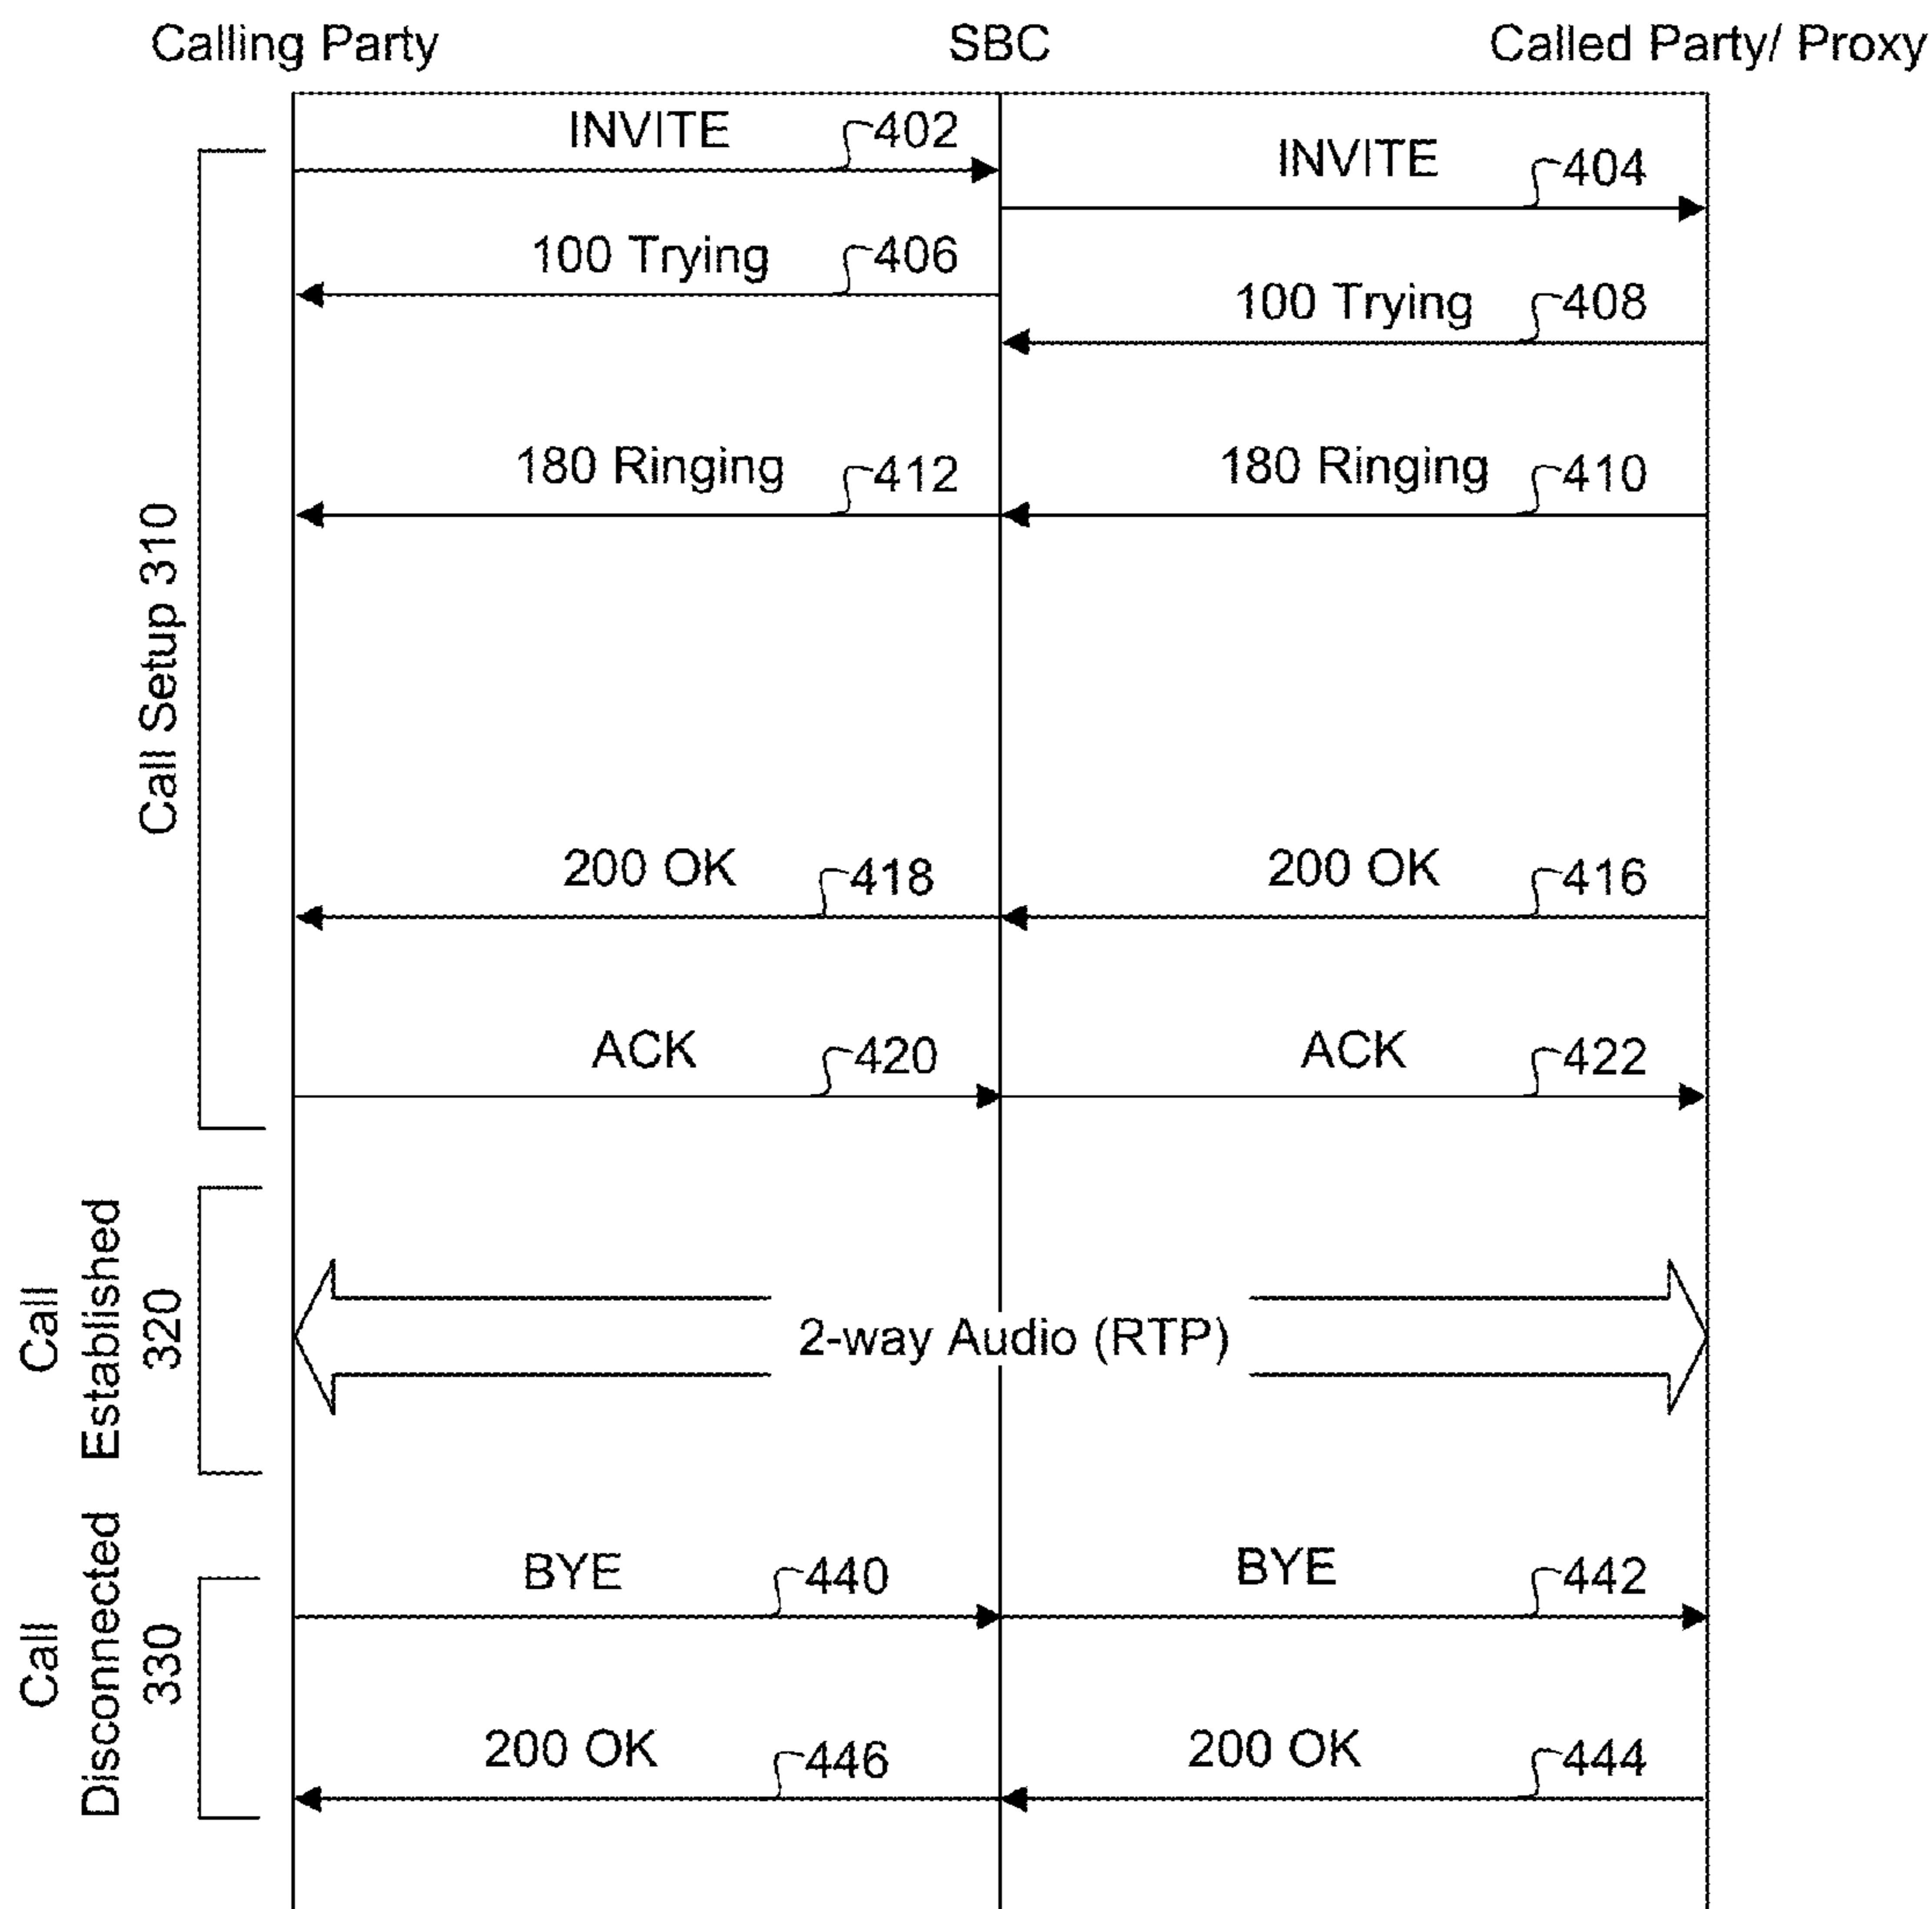 Calling Party
SBC
Called Party/ Proxy
INVITE
402
INVITE
404
100 Trying
406
100 Trying
408
180 Ringing
412
180 Ringing
410
Call Setup 310
200 OK
418
200 OK
416
ACK
420
ACK
422
Call
Established
320
2-way Audio (RTP)
Call
Disconnected
330
BYE
440
BYE
442
200 OK
446
200 OK
444